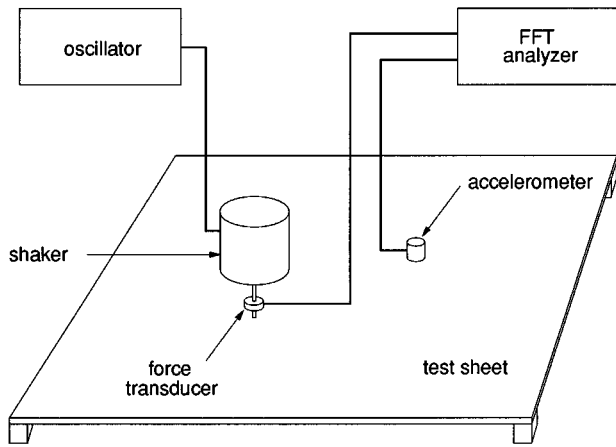 oscillator
FFT
analyzer
accelerometer
shaker
force
transducer
test sheet